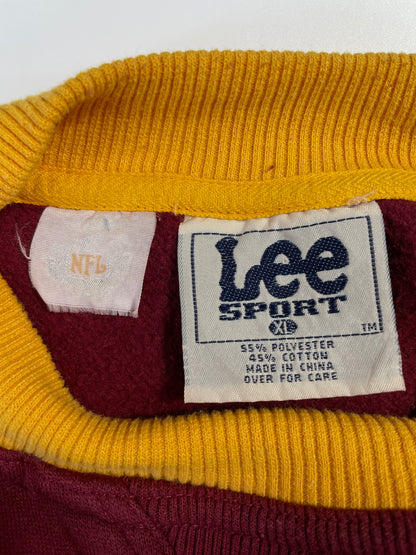 NFL
Lee
SPORT
XL
TM
55% POLYESTER
45% COTTON
MADE IN CHINA
OVER FOR CARE